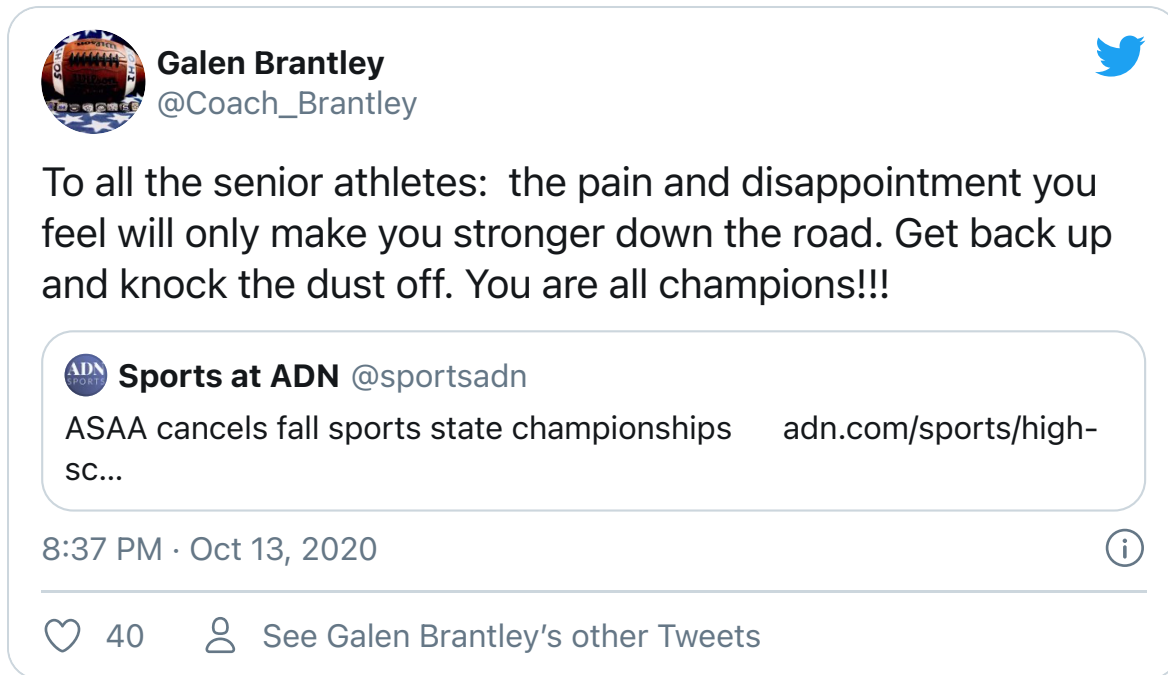 Galen Brantley
@Coach_Brantley
To all the senior athletes:  the pain and disappointment you
feel will only make you stronger down the road. Get back up
and knock the dust off. You are all champions!!!
ADN
SPORTS
Sports at ADN @sportsadn
ASAA cancels fall sports state championships adn.com/sports/high-
sc...
8:37 PM · Oct 13, 2020
40 See Galen Brantley’s other Tweets